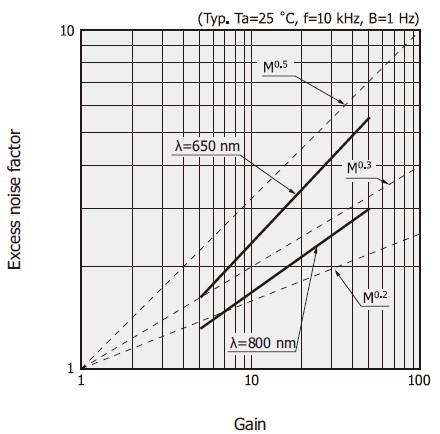 (Typ. Ta=25 °C, f=10 kHz, B=1 Hz)
10
M0.5
λ=650 nm
M0.3
Excess noise factor
M0.2
λ=800 nm
1
1
10
100
Gain